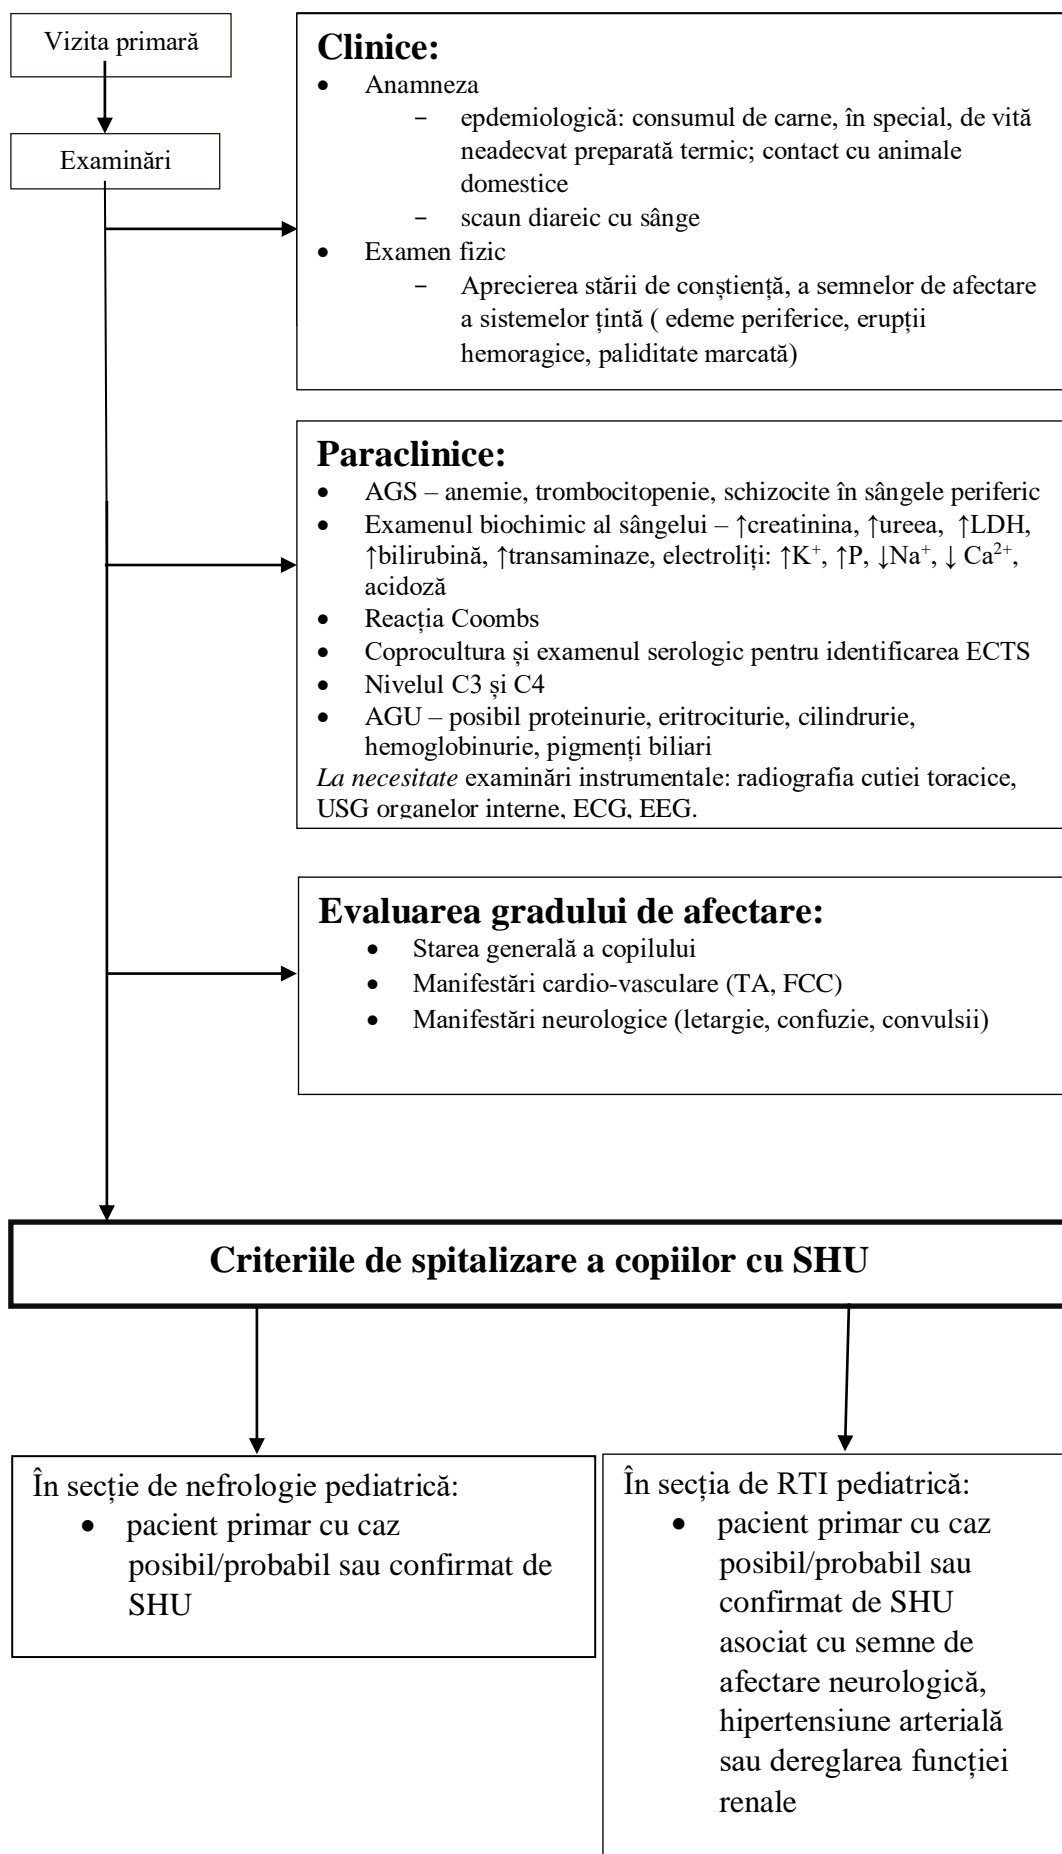 Vizita primară
Examinări
Clinice:
• Anamneza
- epidemiologică: consumul de carne, în special, de vită
neadecvat preparată termic; contact cu animale
domestice
- scaun diareic cu sânge
• Examen fizic
- Aprecierea stării de conștiență, a semnelor de afectare
a sistemelor țintă ( edeme periferice, erupții
hemoragice, paliditate marcată)
Paraclinice:
• AGS – anemie, trombocitopenie, schizocite în sângele periferic
• Examenul biochimic al sângelui – ↑creatinina, ↑ureea, ↑LDH,
↑bilirubină, ↑transaminaze, electroliți: ↑K⁺, ↑P, ↓Na⁺, ↓ Ca²⁺,
acidoză
• Reacția Coombs
• Coprocultura și examenul serologic pentru identificarea ECTS
• Nivelul C3 și C4
• AGU – posibil proteinurie, eritrociturie, cilindrurie,
hemoglobinurie, pigmenți biliari
La necesitate examinări instrumentale: radiografia cutiei toracice,
USG organelor interne, ECG, EEG.
Evaluarea gradului de afectare:
• Starea generală a copilului
• Manifestări cardio-vasculare (TA, FCC)
• Manifestări neurologice (letargie, confuzie, convulsii)
Criteriile de spitalizare a copiilor cu SHU
În secție de nefrologie pediatrică:
• pacient primar cu caz
posibil/probabil sau confirmat de
SHU
În secția de RTI pediatrică:
• pacient primar cu caz
posibil/probabil sau
confirmat de SHU
asociat cu semne de
afectare neurologică,
hipertensiune arterială
sau dereglarea funcției
renale